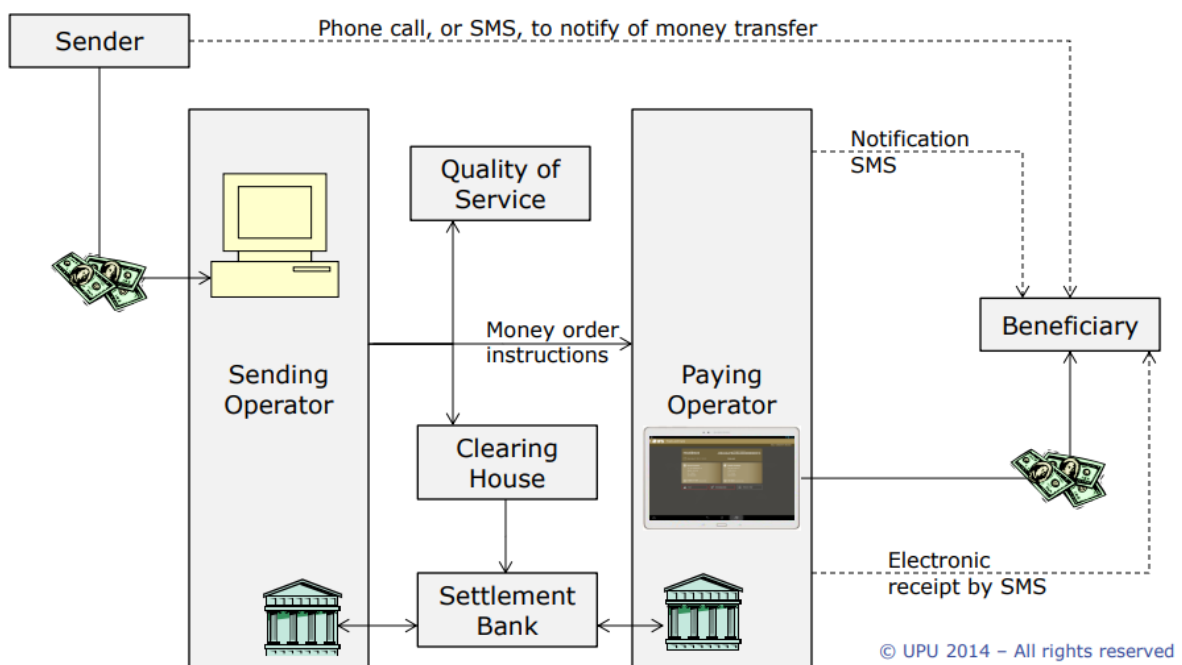 Sender
Phone call, or SMS, to notify of money transfer
Quality of
Service
Notification
SMS
Money order
instructions
Beneficiary
Sending
Operator
Paying
Operator
Clearing
House
Settlement
Bank
Electronic
receipt by SMS
© UPU 2014 – All rights reserved